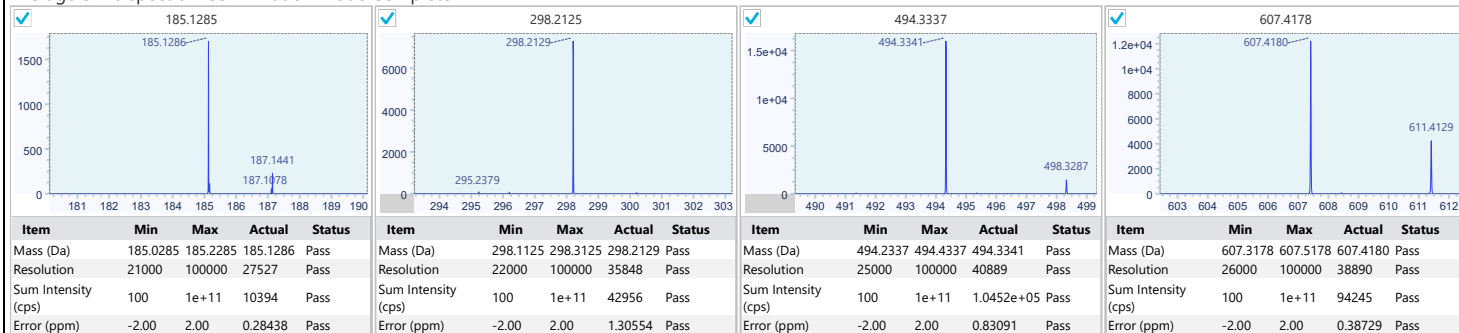 185.1285
185.1286
1500
1000
500
0
187.1441
187.1078
181 182 183 184 185 186 187 188 189 190
Item Min Max Actual Status
Mass (Da) 185.0285 185.2285 185.1286 Pass
Resolution 21000 100000 27527 Pass
Sum Intensity (cps) 100 1e+11 10394 Pass
Error (ppm) -2.00 2.00 0.28438 Pass
298.2125
298.2129
6000
4000
2000
0
295.2379
294 295 296 297 298 299 300 301 302 303
Item Min Max Actual Status
Mass (Da) 298.1125 298.3125 298.2129 Pass
Resolution 22000 100000 35848 Pass
Sum Intensity (cps) 100 1e+11 42956 Pass
Error (ppm) -2.00 2.00 1.30554 Pass
494.3337
494.3341
1.5e+04
1e+04
5000
0
498.3287
490 491 492 493 494 495 496 497 498 499
Item Min Max Actual Status
Mass (Da) 494.2337 494.4337 494.3341 Pass
Resolution 25000 100000 40889 Pass
Sum Intensity (cps) 100 1e+11 1.0452e+05 Pass
Error (ppm) -2.00 2.00 0.83091 Pass
607.4178
607.4180
1.2e+04
1e+04
8000
6000
4000
2000
0
611.4129
603 604 605 606 607 608 609 610 611 612
Item Min Max Actual Status
Mass (Da) 607.3178 607.5178 607.4180 Pass
Resolution 26000 100000 38890 Pass
Sum Intensity (cps) 100 1e+11 94245 Pass
Error (ppm) -2.00 2.00 0.38729 Pass